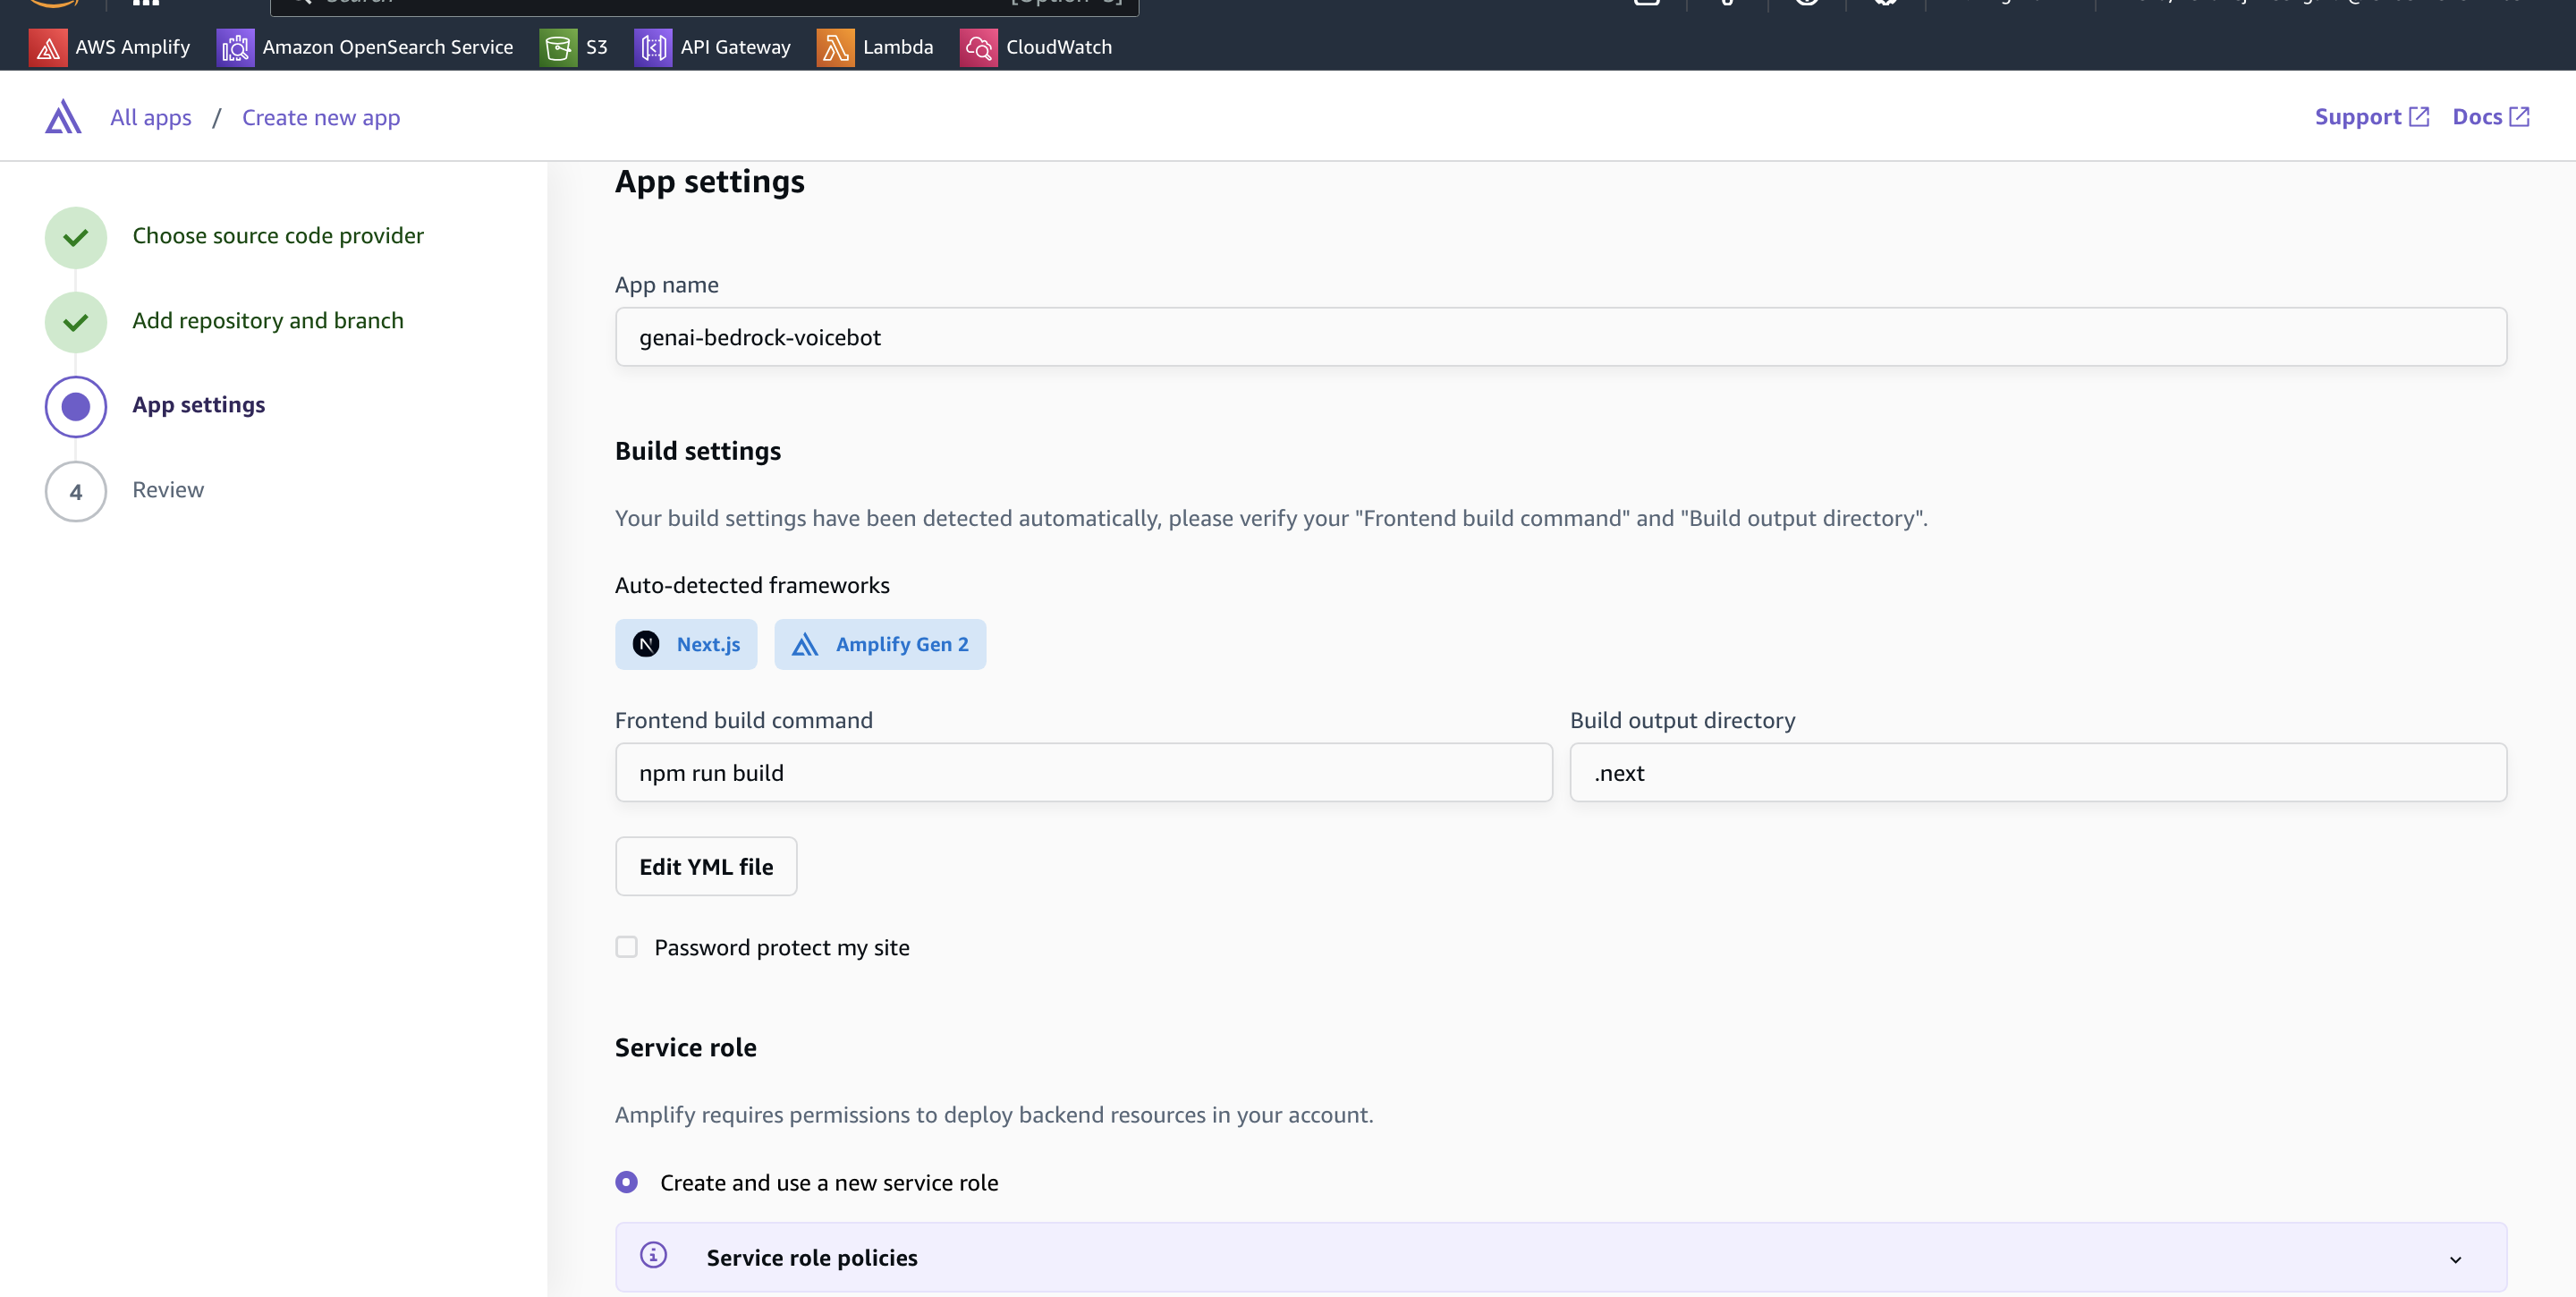 AWS Amplify Amazon OpenSearch Service S3 API Gateway Lambda CloudWatch
All apps / Create new app Support Docs
App settings
Choose source code provider
Add repository and branch
App settings
4 Review
App name
genai-bedrock-voicebot
Build settings
Your build settings have been detected automatically, please verify your "Frontend build command" and "Build output directory".
Auto-detected frameworks
N Next.js Amplify Gen 2
Frontend build command Build output directory
npm run build .next
Edit YML file
Password protect my site
Service role
Amplify requires permissions to deploy backend resources in your account.
Create and use a new service role
Service role policies